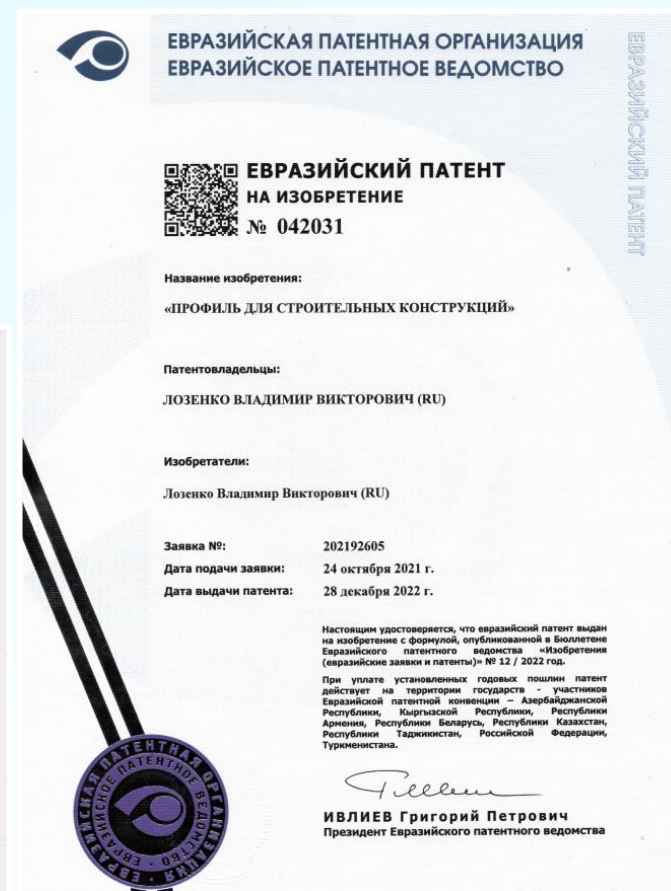 ЕВРАЗИЙСКАЯ ПАТЕНТНАЯ ОРГАНИЗАЦИЯ
ЕВРАЗИЙСКОЕ ПАТЕНТНОЕ ВЕДОМСТВО
ЕВРАЗИЙСКИЙ ПАТЕНТ
ЕВРАЗИЙСКИЙ ПАТЕНТ
НА ИЗОБРЕТЕНИЕ
№ 042031
Название изобретения:
«ПРОФИЛЬ ДЛЯ СТРОИТЕЛЬНЫХ КОНСТРУКЦИЙ»
Патентовладельцы:
ЛОЗЕНКО ВЛАДИМИР ВИКТОРОВИЧ (RU)
Изобретатели:
Лозенко Владимир Викторович (RU)
Заявка №: 202192605
Дата подачи заявки: 24 октября 2021 г.
Дата выдачи патента: 28 декабря 2022 г.
Настоящим удостоверяется, что евразийский патент выдан
на изобретение с формулой, опубликованной в Бюллетене
Евразийского патентного ведомства «Изобретения
(евразийские заявки и патенты)» № 12 / 2022 год.
При уплате установленных годовых пошлин патент
действует на территории государств - участников
Евразийской патентной конвенции – Азербайджанской
Республики, Кыргызской Республики, Республики
Армения, Республики Беларусь, Республики Казахстан,
Республики Таджикистан, Российской Федерации,
Туркменистана.
ИВЛИЕВ Григорий Петрович
Президент Евразийского патентного ведомства
ЕВРАЗИЙСКАЯ ПАТЕНТНАЯ ОРГАНИЗАЦИЯ
ЕВРАЗИЙСКОЕ ПАТЕНТНОЕ ВЕДОМСТВО